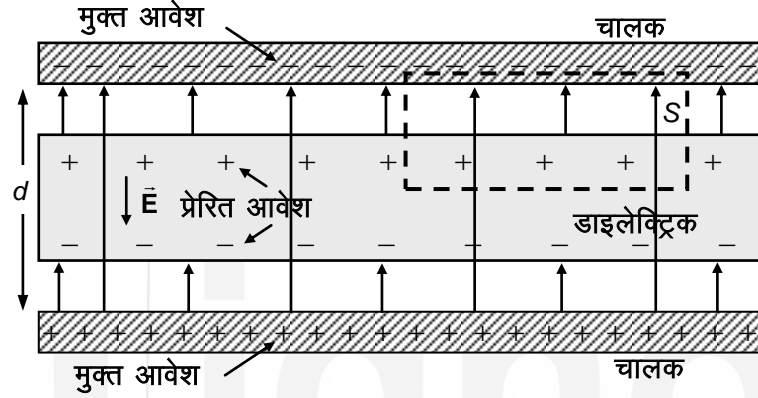 मुक्त आवेश
चालक
− − − − − − − − − − − − − − − − − −
S
d
+ + + + + + + + +
E⃗
प्रेरित आवेश
डाइलेक्ट्रिक
− − − − − − − − −
+ + + + + + + + + + + + + + + + + + + + + +
मुक्त आवेश
चालक